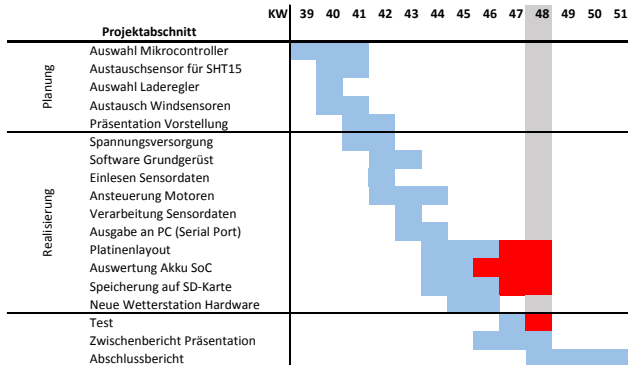 KW 39 40 41 42 43 44 45 46 47 48 49 50 51
Projektabschnitt
Planung
Auswahl Mikrocontroller
Austauschsensor für SHT15
Auswahl Laderegler
Austausch Windsensoren
Präsentation Vorstellung
Realisierung
Spannungsversorgung
Software Grundgerüst
Einlesen Sensordaten
Ansteuerung Motoren
Verarbeitung Sensordaten
Ausgabe an PC (Serial Port)
Platinenlayout
Auswertung Akku SoC
Speicherung auf SD-Karte
Neue Wetterstation Hardware
Test
Zwischenbericht Präsentation
Abschlussbericht